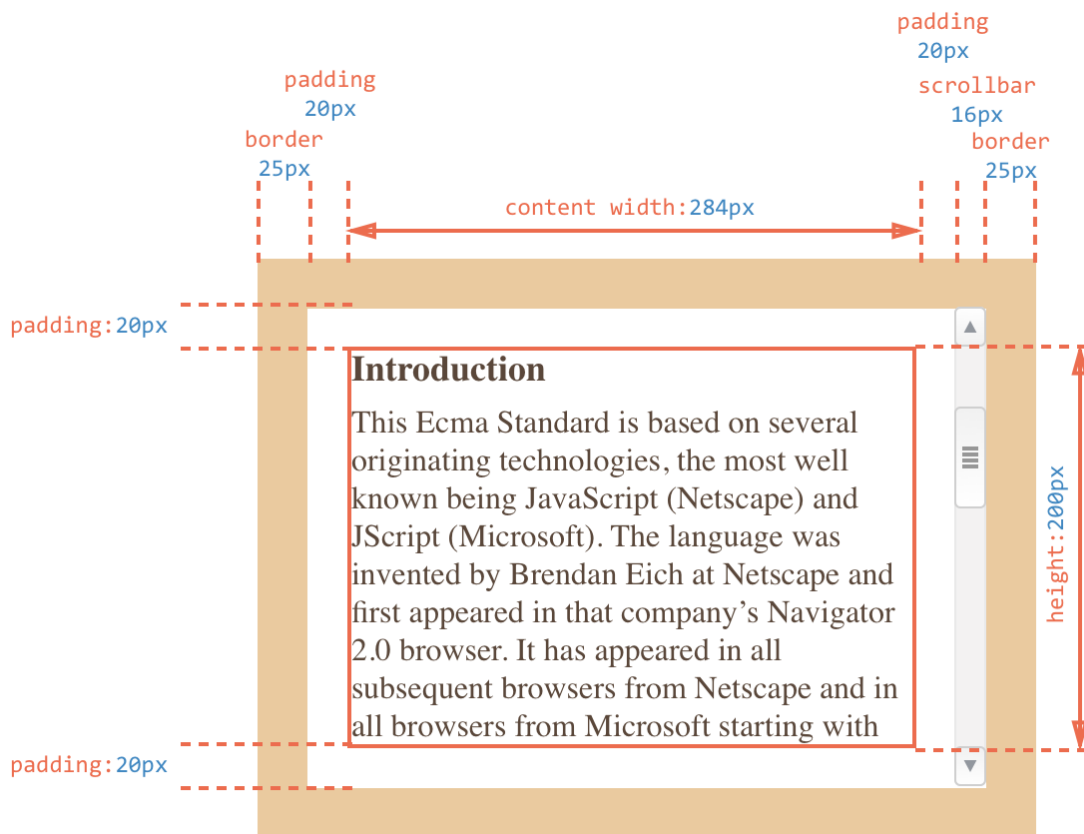 padding
20px
padding
20px
scrollbar
16px
border
25px
border
25px
content width:284px
padding:20px
Introduction
This Ecma Standard is based on several
originating technologies, the most well
known being JavaScript (Netscape) and
JScript (Microsoft). The language was
invented by Brendan Eich at Netscape and
first appeared in that company’s Navigator
2.0 browser. It has appeared in all
subsequent browsers from Netscape and in
all browsers from Microsoft starting with
height:200px
padding:20px